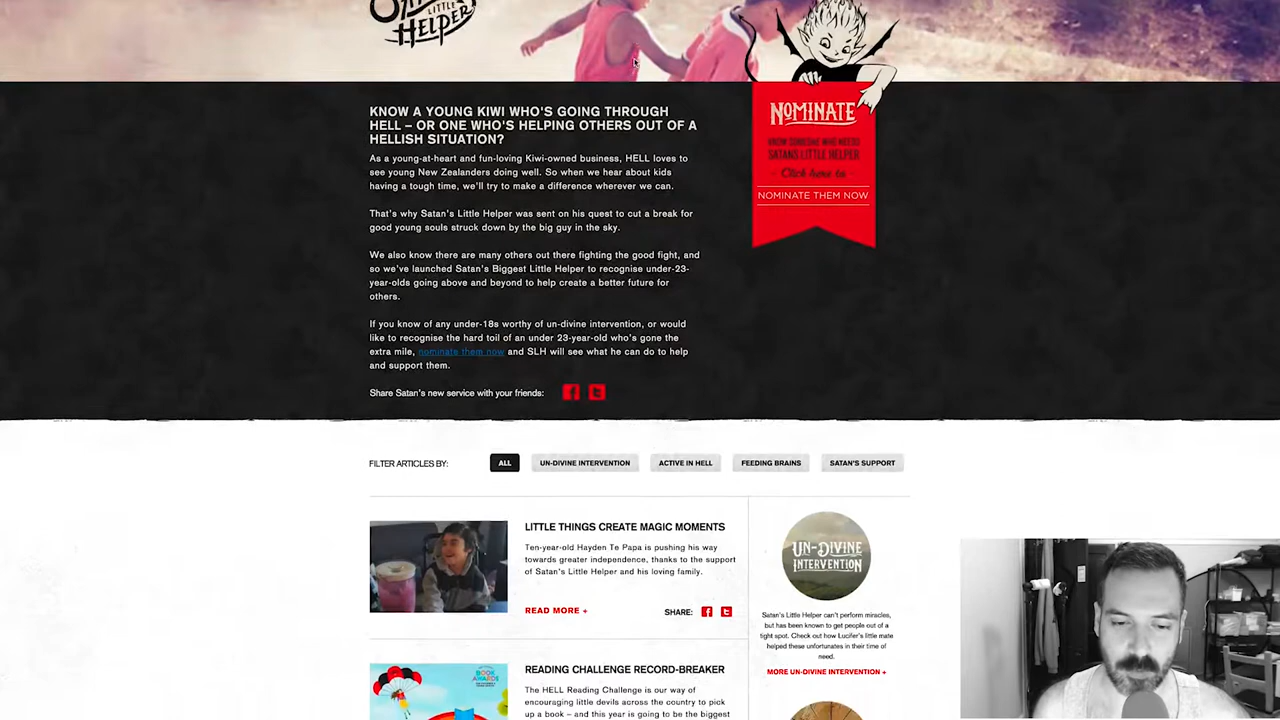 LITTLE
HELPER
KNOW A YOUNG KIWI WHO'S GOING THROUGH
HELL – OR ONE WHO'S HELPING OTHERS OUT OF A
HELLISH SITUATION?
As a young-at-heart and fun-loving Kiwi-owned business, HELL loves to
see young New Zealanders doing well. So when we hear about kids
having a tough time, we'll try to make a difference wherever we can.
That's why Satan's Little Helper was sent on his quest to cut a break for
good young souls struck down by the big guy in the sky.
We also know there are many others out there fighting the good fight, and
so we've launched Satan's Biggest Little Helper to recognise under-23-
year-olds going above and beyond to help create a better future for
others.
If you know of any under-18s worthy of un-divine intervention, or would
like to recognise the hard toil of an under 23-year-old who's gone the
extra mile, nominate them now and SLH will see what he can do to help
and support them.
Share Satan's new service with your friends:
NOMINATE
KNOW SOMEONE WHO NEEDS
SATANS LITTLE HELPER
- Click here to -
NOMINATE THEM NOW
FILTER ARTICLES BY:
ALL
UN-DIVINE INTERVENTION
ACTIVE IN HELL
FEEDING BRAINS
SATAN'S SUPPORT
LITTLE THINGS CREATE MAGIC MOMENTS
Ten-year-old Hayden Te Papa is pushing his way
towards greater independence, thanks to the support
of Satan's Little Helper and his loving family.
READ MORE +
SHARE:
READING CHALLENGE RECORD-BREAKER
The HELL Reading Challenge is our way of
encouraging little devils across the country to pick
up a book – and this year is going to be the biggest
BOOK
AWARDS
UN-DIVINE
INTERVENTION
Satan's Little Helper can't perform miracles,
but has been known to get people out of a
tight spot. Check out how Lucifer's little mate
helped these unfortunates in their time of
need.
MORE UN-DIVINE INTERVENTION +